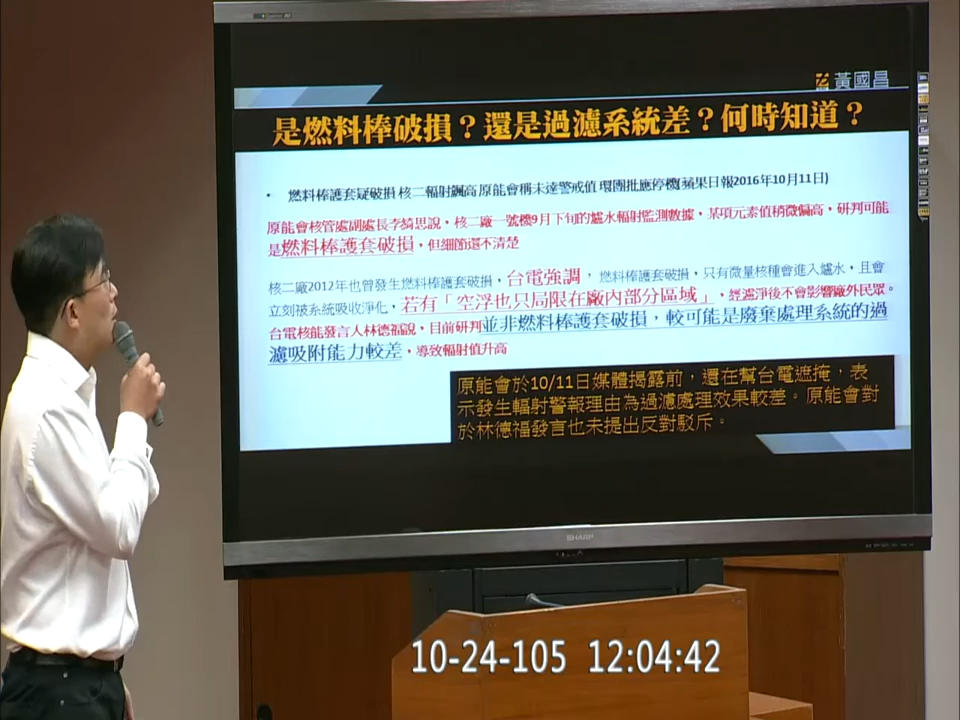 黃國昌
是燃料棒破損？還是過濾系統差？何時知道？
• 燃料棒護套疑破損 核二輻射飆高 原能會稱未達警戒值 環團批應停機(蘋果日報2016年10月11日)
原能會核管處副處長李綺思說，核二廠一號機9月下旬的爐水輻射監測數據，某項元素值稍微偏高，研判可能
是燃料棒護套破損，但細節還不清楚
核二廠2012年也曾發生燃料棒護套破損，台電強調，燃料棒護套破損，只有微量核種會進入爐水，且會
立刻被系統吸收淨化，若有「空浮也只局限在廠內部分區域」，經濾淨後不會影響廠外民眾。
台電核能發言人林德福說，目前研判並非燃料棒護套破損，較可能是廢棄處理系統的過
濾吸附能力較差，導致輻射值升高
原能會於10/11日媒體揭露前，還在幫台電遮掩，表
示發生輻射警報理由為過濾處理效果較差。原能會對
於林德福發言也未提出反對駁斥。
SHARP
10-24-105 12:04:42